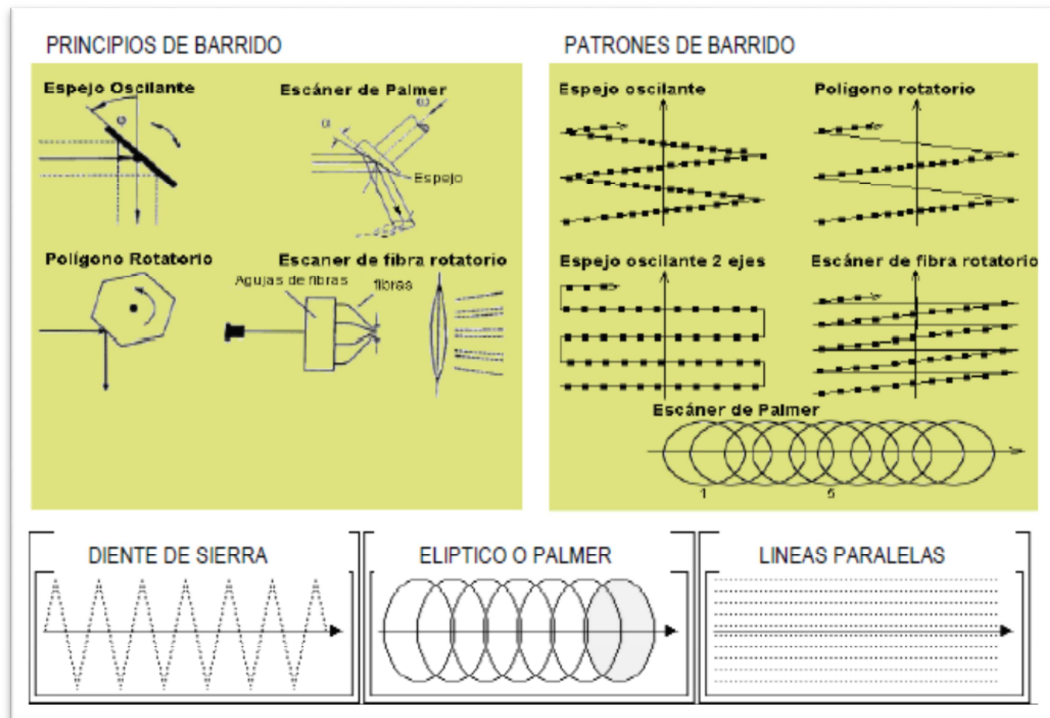 PRINCIPIOS DE BARRIDO
Espejo Oscilante
φ
Escáner de Palmer
ω
α
Espejo
Polígono Rotatorio
Escaner de fibra rotatorio
Agujas de fibras
fibras
PATRONES DE BARRIDO
Espejo oscilante
Polígono rotatorio
Espejo oscilante 2 ejes
Escáner de fibra rotatorio
Escáner de Palmer
1
5
DIENTE DE SIERRA
ELIPTICO O PALMER
LINEAS PARALELAS